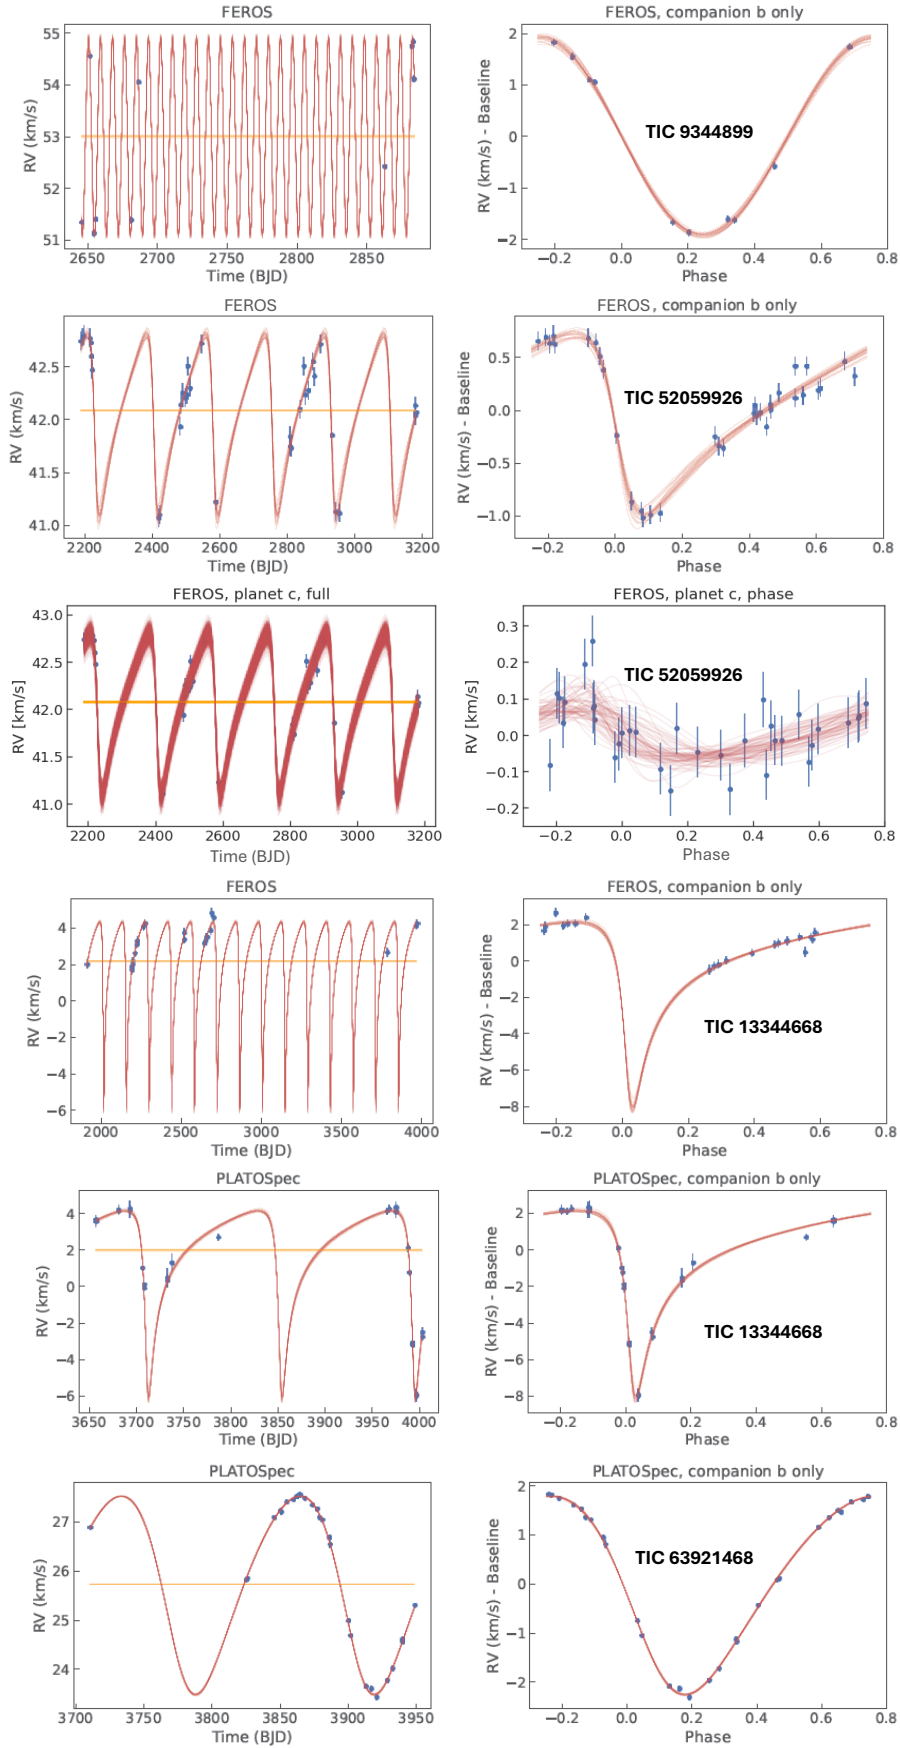 FEROS
RV (km/s)
55
54
53
52
51
2650 2700 2750 2800 2850
Time (BJD)
FEROS, companion b only
RV (km/s) - Baseline
2
1
0
−1
−2
TIC 9344899
−0.2 0.0 0.2 0.4 0.6 0.8
Phase
FEROS
RV (km/s)
42.5
42.0
41.5
41.0
2200 2400 2600 2800 3000 3200
Time (BJD)
FEROS, companion b only
RV (km/s) - Baseline
0.5
0.0
−0.5
−1.0
TIC 52059926
−0.2 0.0 0.2 0.4 0.6 0.8
Phase
FEROS, planet c, full
RV [km/s]
43.0
42.5
42.0
41.5
41.0
2200 2400 2600 2800 3000 3200
Time (BJD)
FEROS, planet c, phase
RV [km/s]
0.3
0.2
0.1
0.0
−0.1
−0.2
TIC 52059926
−0.2 0.0 0.2 0.4 0.6 0.8
Phase
FEROS
RV (km/s)
4
2
0
−2
−4
−6
2000 2500 3000 3500 4000
Time (BJD)
FEROS, companion b only
RV (km/s) - Baseline
2
0
−2
−4
−6
−8
TIC 13344668
−0.2 0.0 0.2 0.4 0.6 0.8
Phase
PLATOSpec
RV (km/s)
4
2
0
−2
−4
−6
3650 3700 3750 3800 3850 3900 3950 4000
Time (BJD)
PLATOSpec, companion b only
RV (km/s) - Baseline
2
0
−2
−4
−6
−8
TIC 13344668
−0.2 0.0 0.2 0.4 0.6 0.8
Phase
PLATOSpec
RV (km/s)
27
26
25
24
3700 3750 3800 3850 3900 3950
Time (BJD)
PLATOSpec, companion b only
RV (km/s) - Baseline
2
1
0
−1
−2
TIC 63921468
−0.2 0.0 0.2 0.4 0.6 0.8
Phase